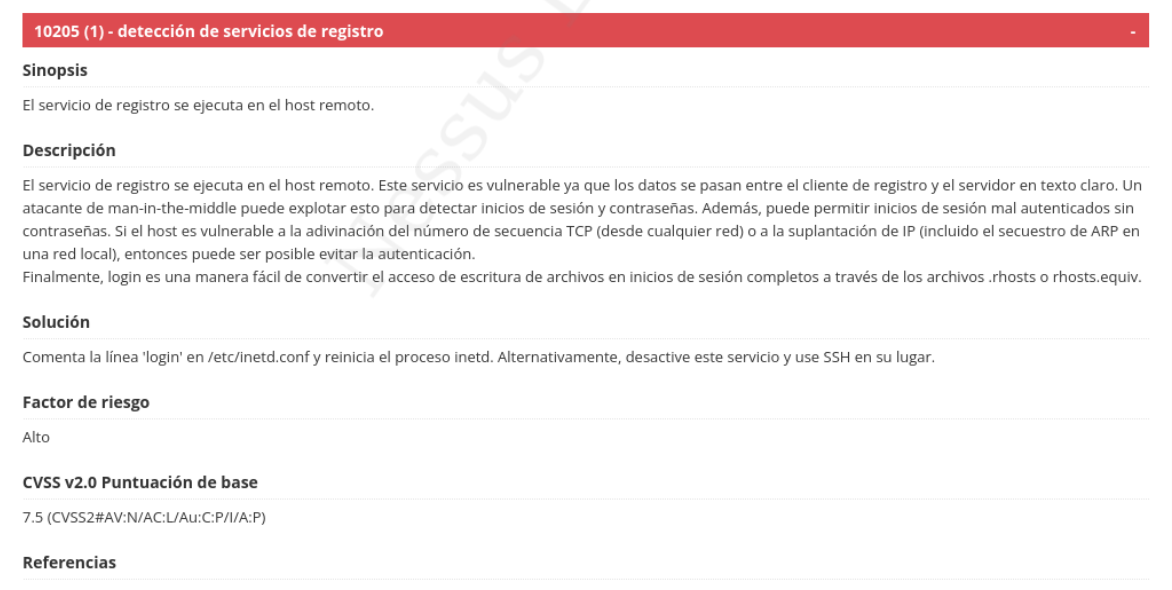 10205 (1) - detección de servicios de registro -
Sinopsis
El servicio de registro se ejecuta en el host remoto.
Descripción
El servicio de registro se ejecuta en el host remoto. Este servicio es vulnerable ya que los datos se pasan entre el cliente de registro y el servidor en texto claro. Un
atacante de man-in-the-middle puede explotar esto para detectar inicios de sesión y contraseñas. Además, puede permitir inicios de sesión mal autenticados sin
contraseñas. Si el host es vulnerable a la adivinación del número de secuencia TCP (desde cualquier red) o a la suplantación de IP (incluido el secuestro de ARP en
una red local), entonces puede ser posible evitar la autenticación.
Finalmente, login es una manera fácil de convertir el acceso de escritura de archivos en inicios de sesión completos a través de los archivos .rhosts o rhosts.equiv.
Solución
Comenta la línea 'login' en /etc/inetd.conf y reinicia el proceso inetd. Alternativamente, desactive este servicio y use SSH en su lugar.
Factor de riesgo
Alto
CVSS v2.0 Puntuación de base
7.5 (CVSS2#AV:N/AC:L/Au:C:P/I/A:P)
Referencias
Nessus